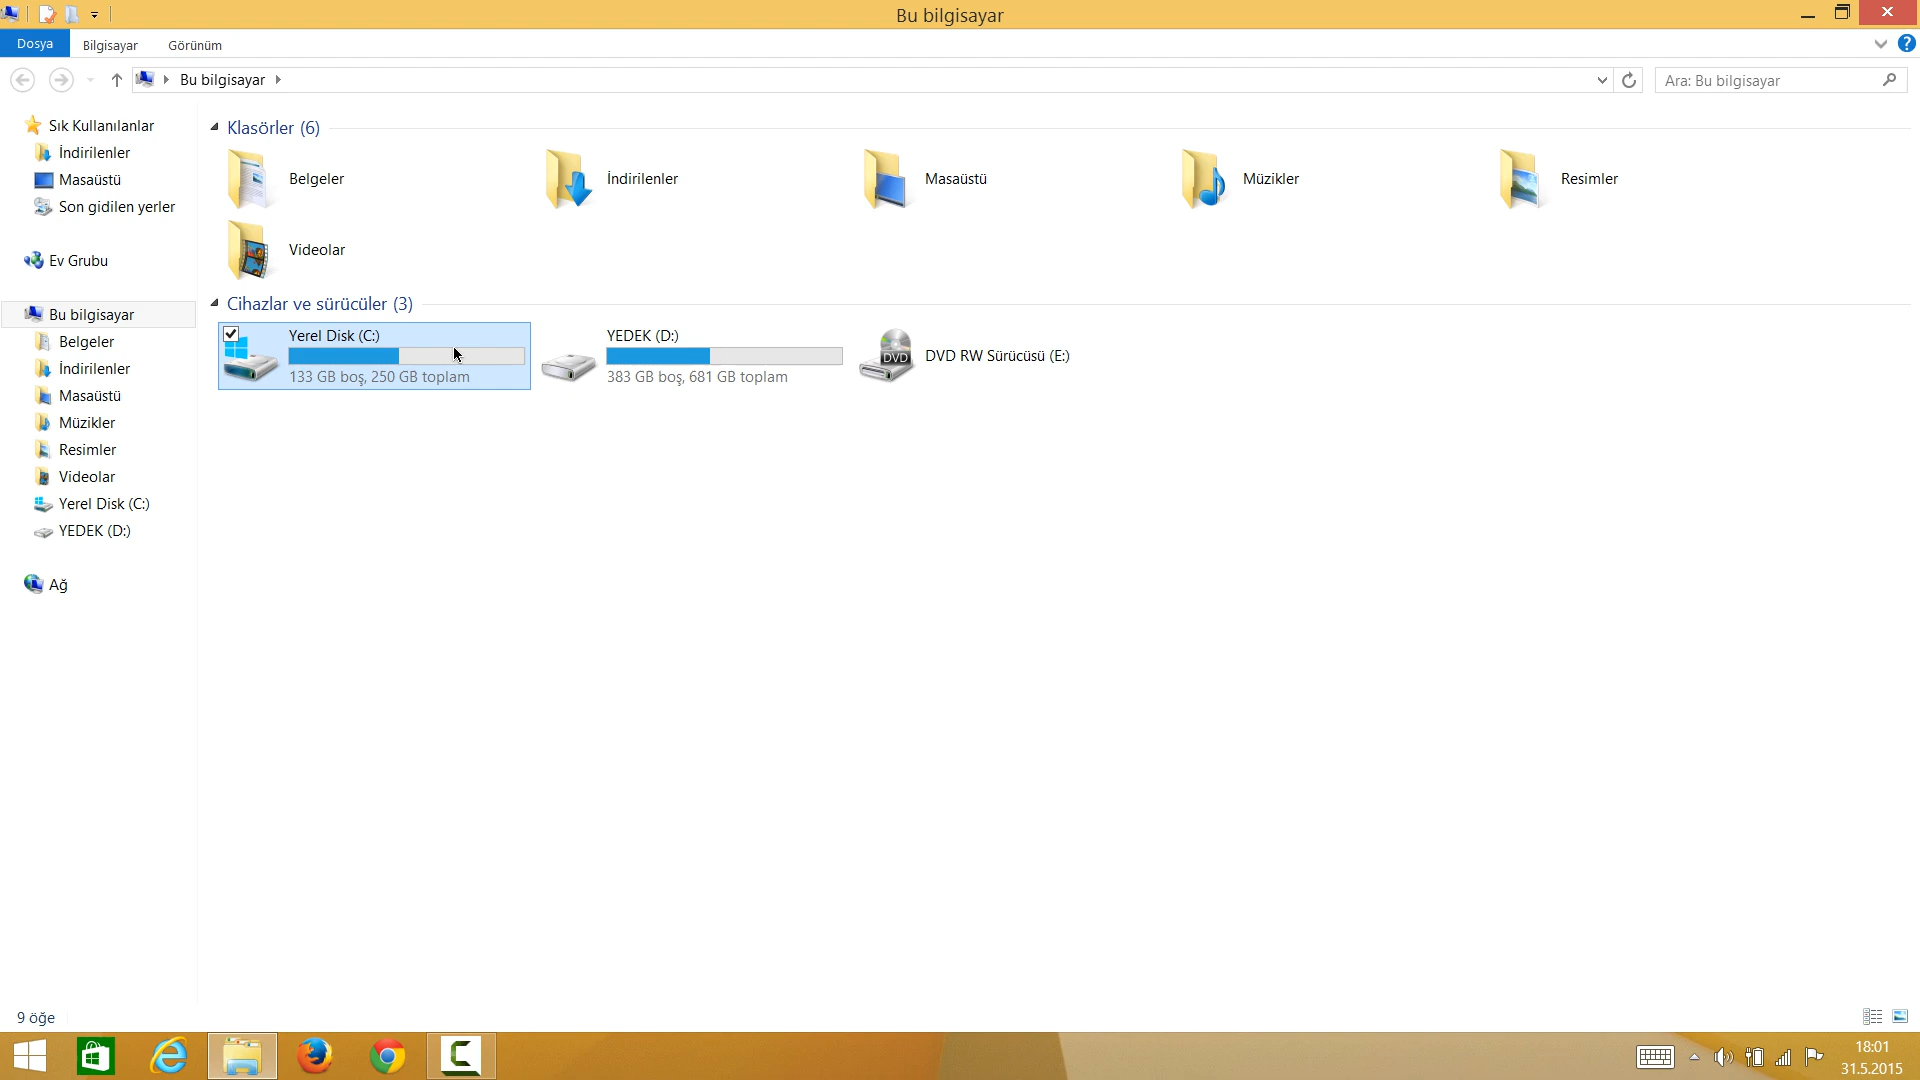 Bu bilgisayar
Dosya
Bilgisayar
Görünüm
Bu bilgisayar
Ara: Bu bilgisayar
Sık Kullanılanlar
İndirilenler
Masaüstü
Son gidilen yerler
Ev Grubu
Bu bilgisayar
Belgeler
İndirilenler
Masaüstü
Müzikler
Resimler
Videolar
Yerel Disk (C:)
YEDEK (D:)
Ağ
Klasörler (6)
Belgeler
İndirilenler
Masaüstü
Müzikler
Resimler
Videolar
Cihazlar ve sürücüler (3)
Yerel Disk (C:)
133 GB boş, 250 GB toplam
YEDEK (D:)
383 GB boş, 681 GB toplam
DVD
DVD RW Sürücüsü (E:)
9 öğe
18:01
31.5.2015